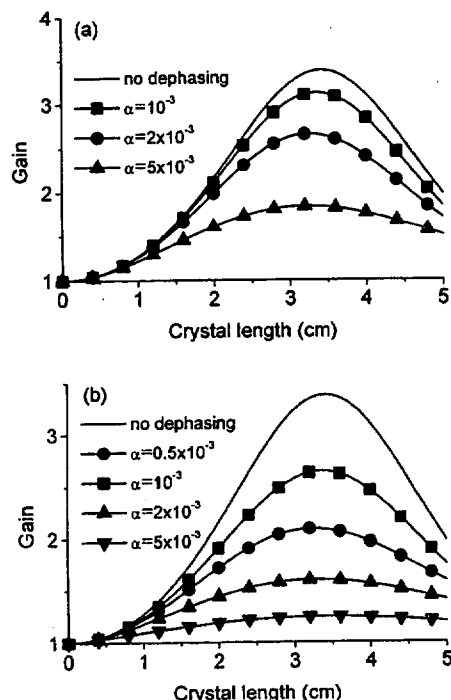 (a)
4
3
2
1
Gain
no dephasing
α=10⁻³
α=2x10⁻³
α=5x10⁻³
0 1 2 3 4 5
Crystal length (cm)
(b)
3
2
1
Gain
no dephasing
α=0.5x10⁻³
α=10⁻³
α=2x10⁻³
α=5x10⁻³
0 1 2 3 4 5
Crystal length (cm)